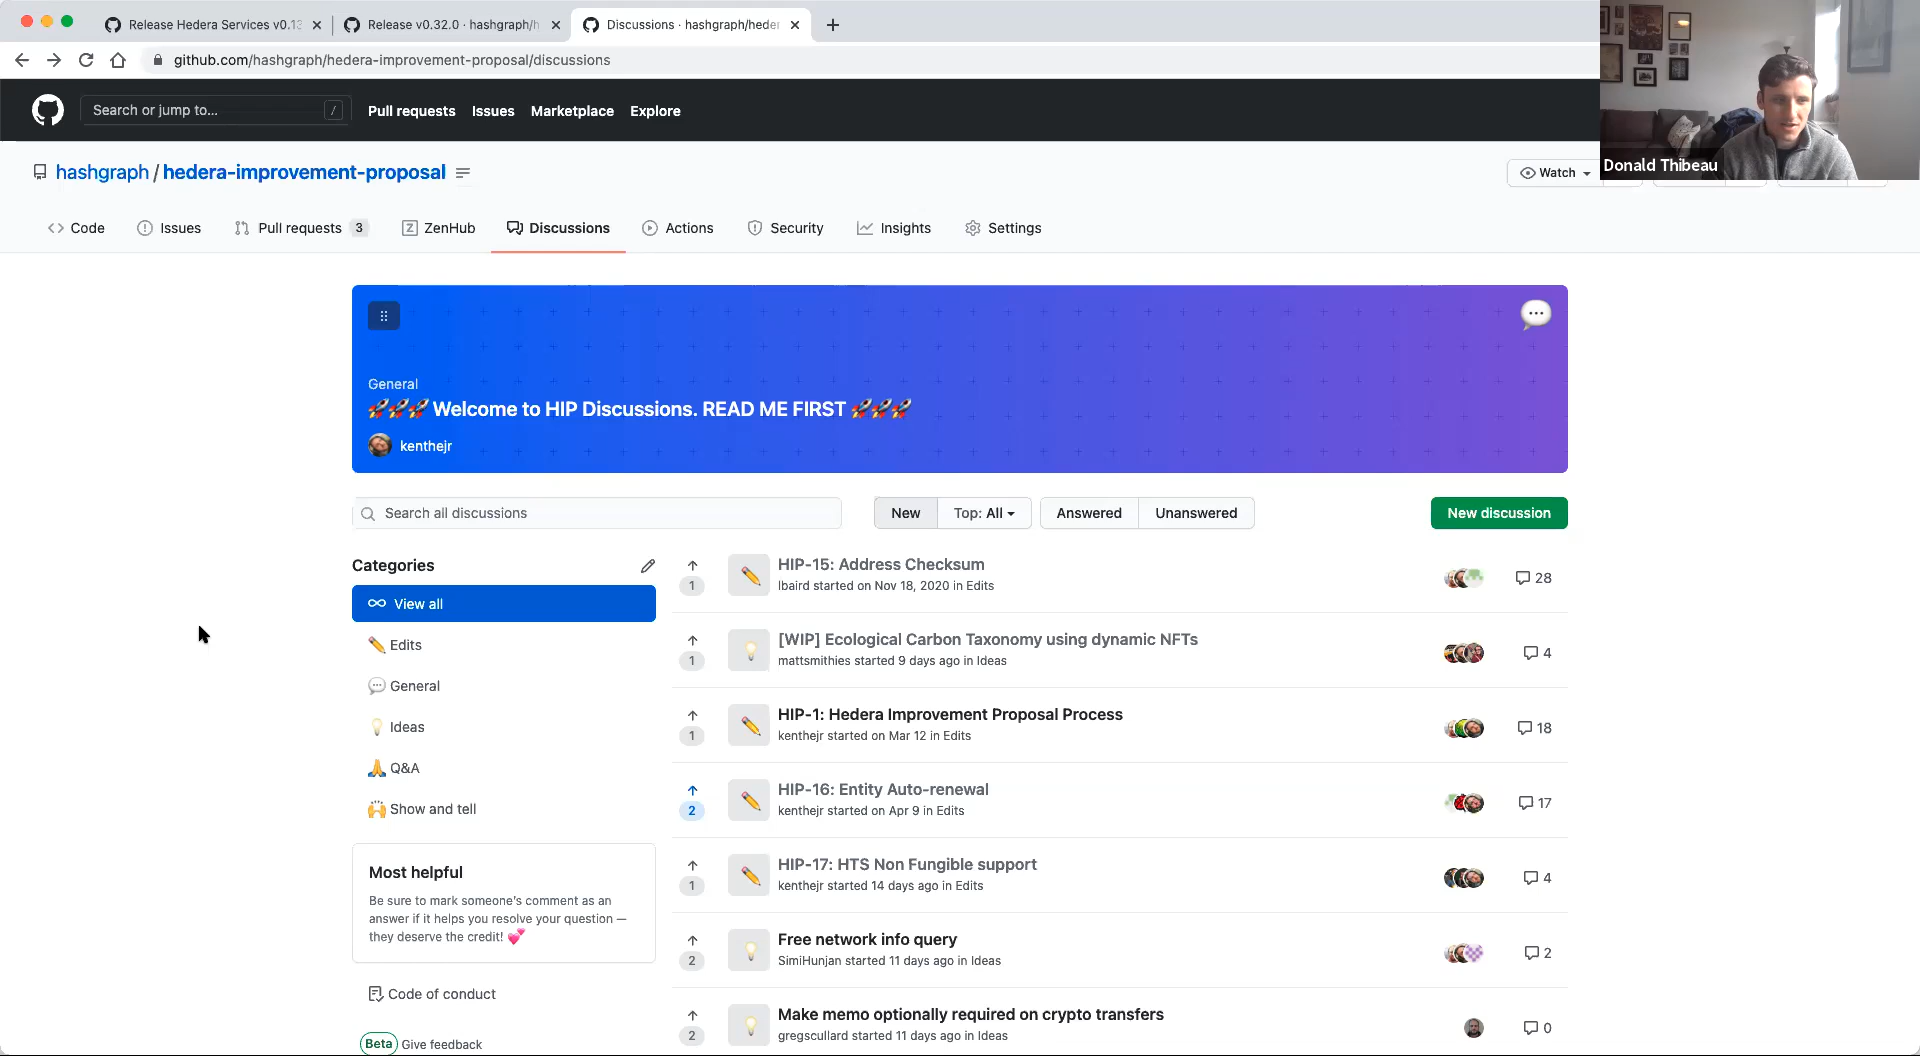 Release Hedera Services v0.13
Release v0.32.0 · hashgraph/h
Discussions · hashgraph/heder
github.com/hashgraph/hedera-improvement-proposal/discussions
Search or jump to...
/
Pull requests
Issues
Marketplace
Explore
Donald Thibeau
hashgraph / hedera-improvement-proposal
Watch
Code
Issues
Pull requests 3
ZenHub
Discussions
Actions
Security
Insights
Settings
General
🚀🚀🚀 Welcome to HIP Discussions. READ ME FIRST 🚀🚀🚀
kenthejr
Search all discussions
New
Top: All
Answered
Unanswered
New discussion
Categories
View all
Edits
General
Ideas
Q&A
Show and tell
Most helpful
Be sure to mark someone's comment as an
answer if it helps you resolve your question —
they deserve the credit! 💕
Code of conduct
Beta Give feedback
1
HIP-15: Address Checksum
lbaird started on Nov 18, 2020 in Edits
28
1
[WIP] Ecological Carbon Taxonomy using dynamic NFTs
mattsmithies started 9 days ago in Ideas
4
1
HIP-1: Hedera Improvement Proposal Process
kenthejr started on Mar 12 in Edits
18
2
HIP-16: Entity Auto-renewal
kenthejr started on Apr 9 in Edits
17
1
HIP-17: HTS Non Fungible support
kenthejr started 14 days ago in Edits
4
2
Free network info query
SimiHunjan started 11 days ago in Ideas
2
2
Make memo optionally required on crypto transfers
gregscullard started 11 days ago in Ideas
0